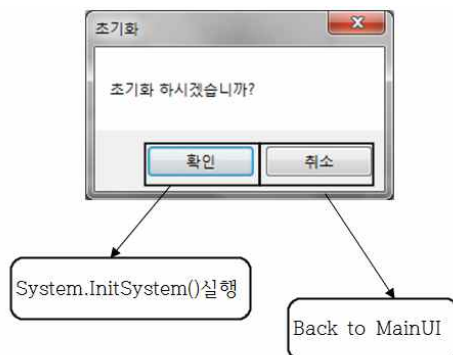 초기화
초기화 하시겠습니까?
확인
취소
System.InitSystem()실행
Back to MainUI